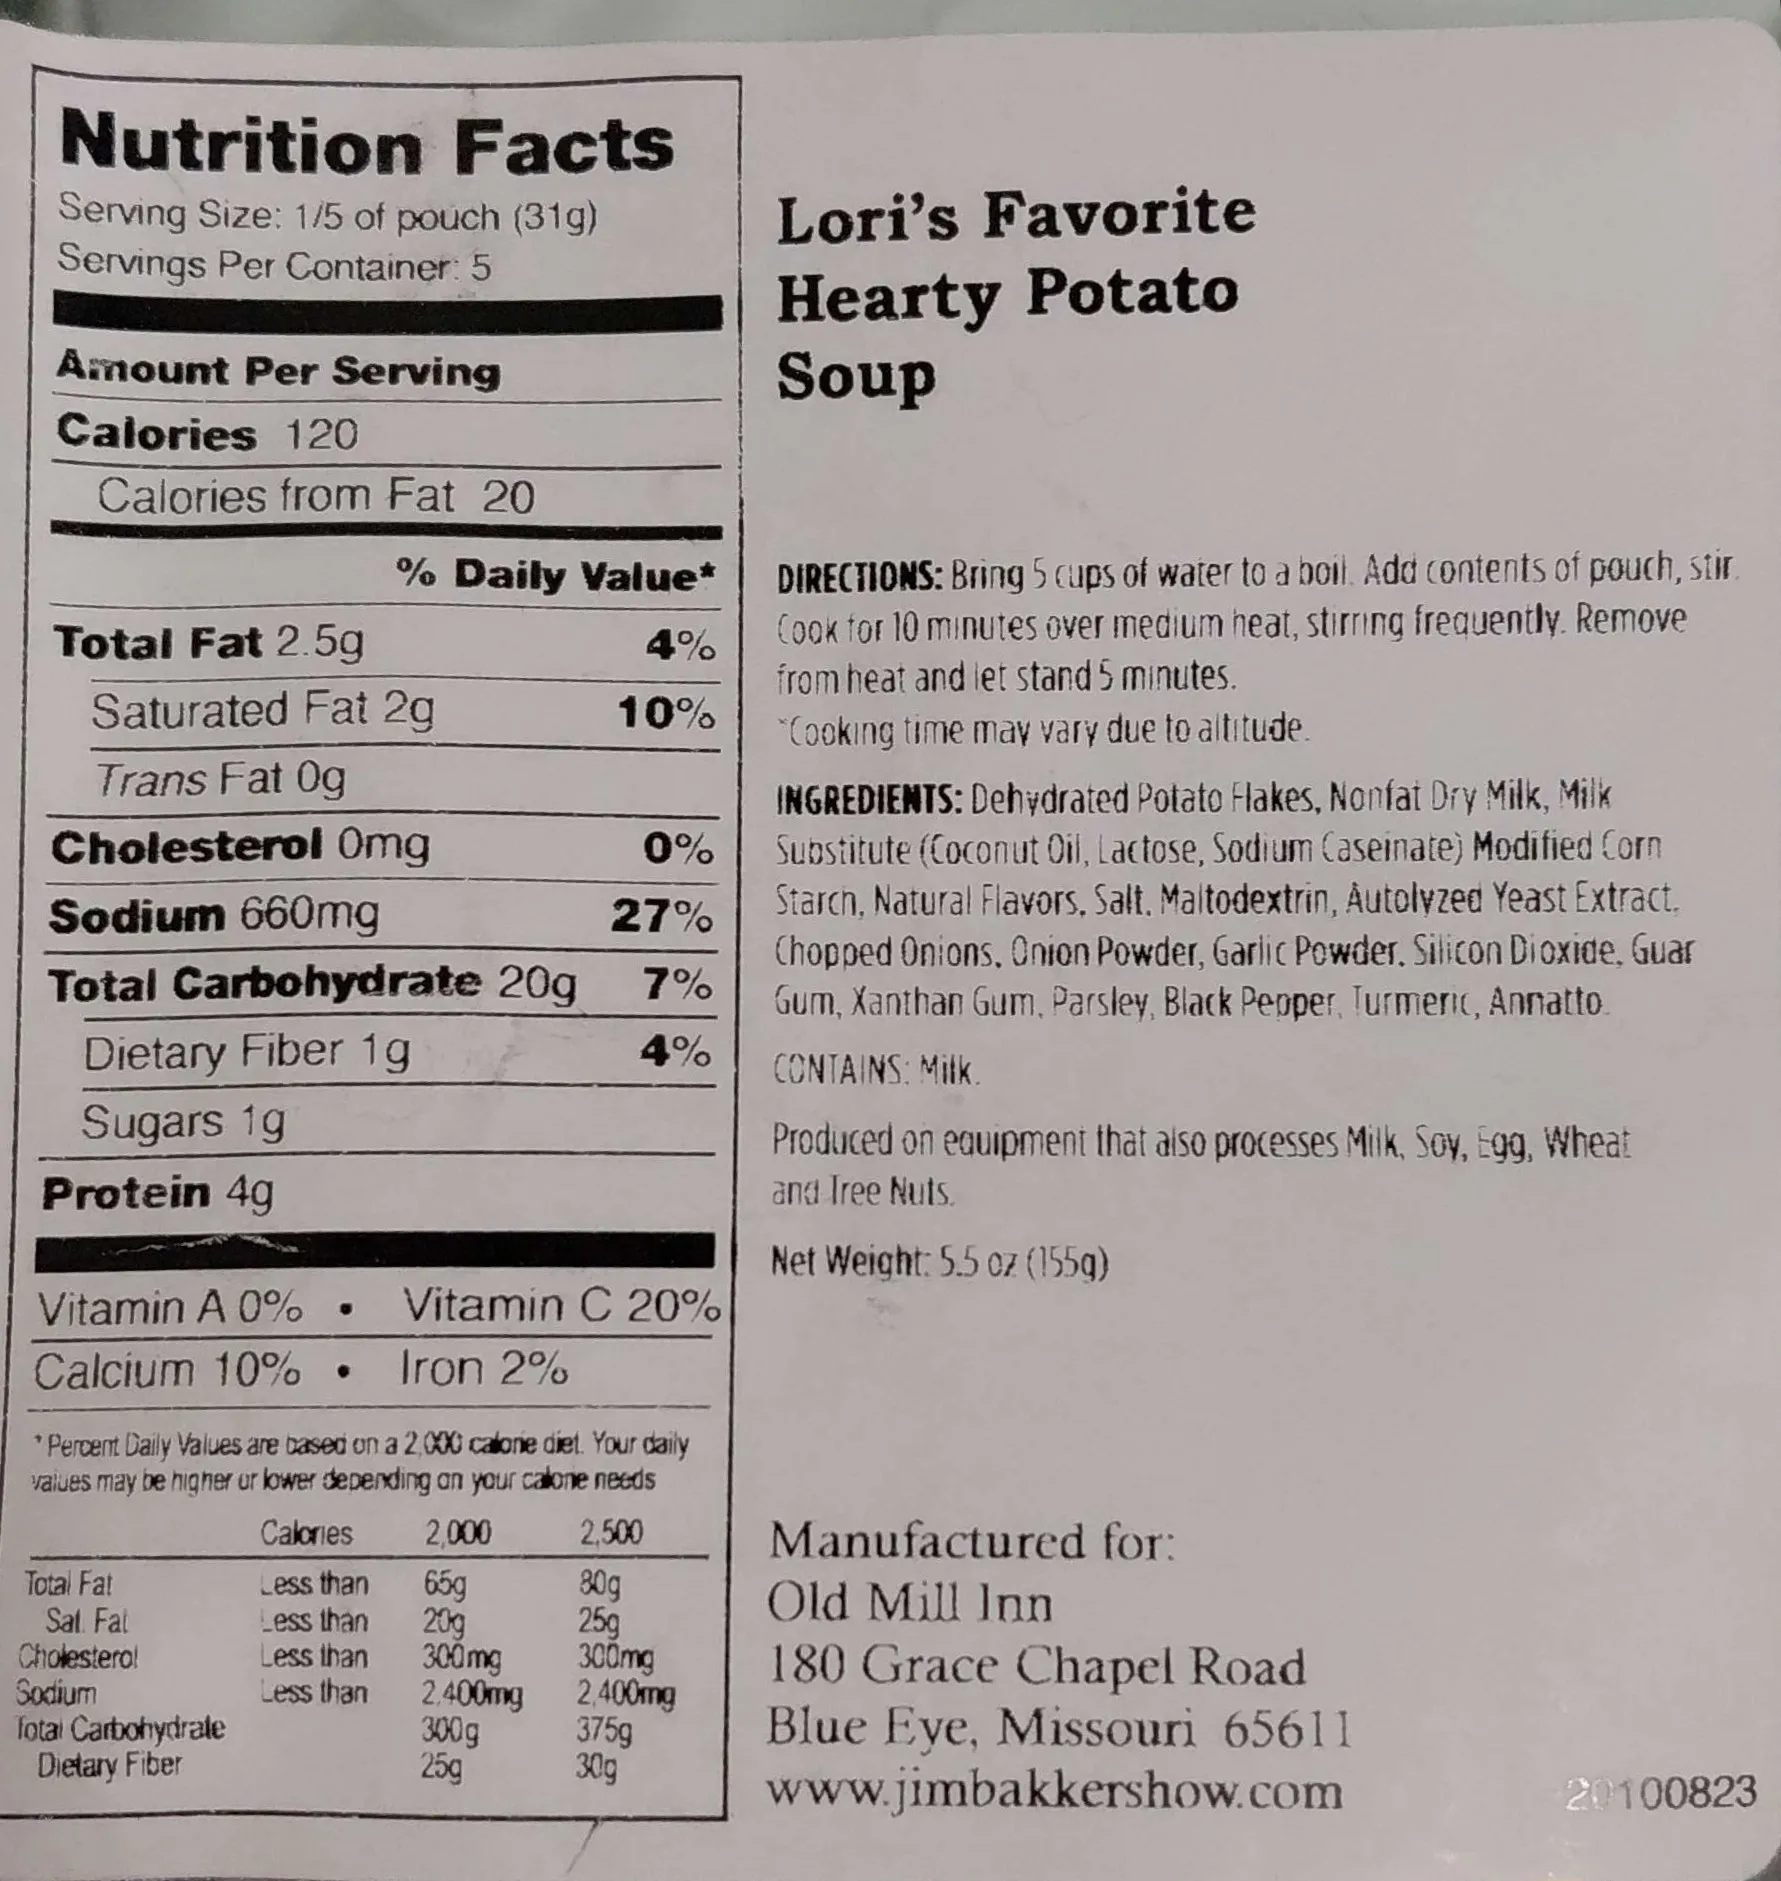 Nutrition Facts
Serving Size: 1/5 of pouch (31g)
Servings Per Container: 5
Amount Per Serving
Calories 120
Calories from Fat 20
% Daily Value*
Total Fat 2.5g 4%
Saturated Fat 2g 10%
Trans Fat 0g
Cholesterol 0mg 0%
Sodium 660mg 27%
Total Carbohydrate 20g 7%
Dietary Fiber 1g 4%
Sugars 1g
Protein 4g
Vitamin A 0% • Vitamin C 20%
Calcium 10% • Iron 2%
* Percent Daily Values are based on a 2,000 calorie diet. Your daily
values may be higher or lower depending on your calorie needs
Calories 2,000 2,500
Total Fat Less than 65g 80g
Sat. Fat Less than 20g 25g
Cholesterol Less than 300mg 300mg
Sodium Less than 2,400mg 2,400mg
Total Carbohydrate 300g 375g
Dietary Fiber 25g 30g
Lori's Favorite
Hearty Potato
Soup
DIRECTIONS: Bring 5 cups of water to a boil. Add contents of pouch, stir.
Cook for 10 minutes over medium heat, stirring frequently. Remove
from heat and let stand 5 minutes.
*Cooking time may vary due to altitude.
INGREDIENTS: Dehydrated Potato Flakes, Nonfat Dry Milk, Milk
Substitute (Coconut Oil, Lactose, Sodium Caseinate) Modified Corn
Starch, Natural Flavors, Salt, Maltodextrin, Autolyzed Yeast Extract,
Chopped Onions, Onion Powder, Garlic Powder, Silicon Dioxide, Guar
Gum, Xanthan Gum, Parsley, Black Pepper, Turmeric, Annatto.
CONTAINS: Milk.
Produced on equipment that also processes Milk, Soy, Egg, Wheat
and Tree Nuts.
Net Weight: 5.5 oz (155g)
Manufactured for:
Old Mill Inn
180 Grace Chapel Road
Blue Eye, Missouri 65611
www.jimbakkershow.com
20100823